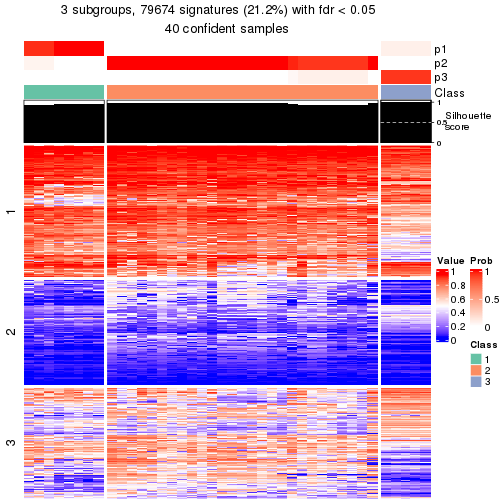 3 subgroups, 79674 signatures (21.2%) with fdr < 0.05
40 confident samples
p1
p2
p3
Class
1
0.5
0
Silhouette
score
1
2
3
Value
1
0.8
0.6
0.4
0.2
0
Prob
1
0.5
0
Class
1
2
3